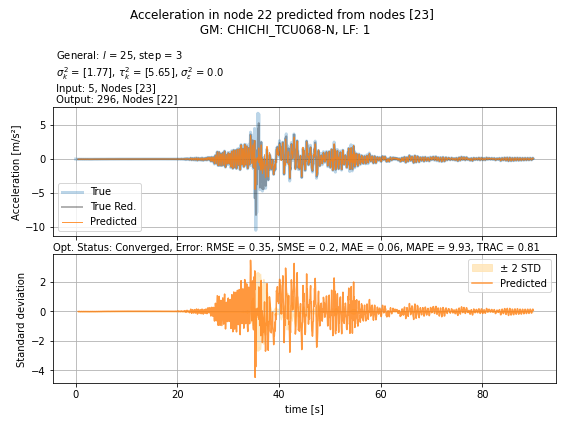 Acceleration in node 22 predicted from nodes [23]
GM: CHICHI_TCU068-N, LF: 1
General: l = 25, step = 3
σ²ₖ = [1.77], τ²ₖ = [5.65], σ²ₑ = 0.0
Input: 5, Nodes [23]
Output: 296, Nodes [22]
Acceleration [m/s²]
5
0
−5
−10
True
True Red.
Predicted
Opt. Status: Converged, Error: RMSE = 0.35, SMSE = 0.2, MAE = 0.06, MAPE = 9.93, TRAC = 0.81
Standard deviation
2
0
−2
−4
± 2 STD
Predicted
0 20 40 60 80
time [s]